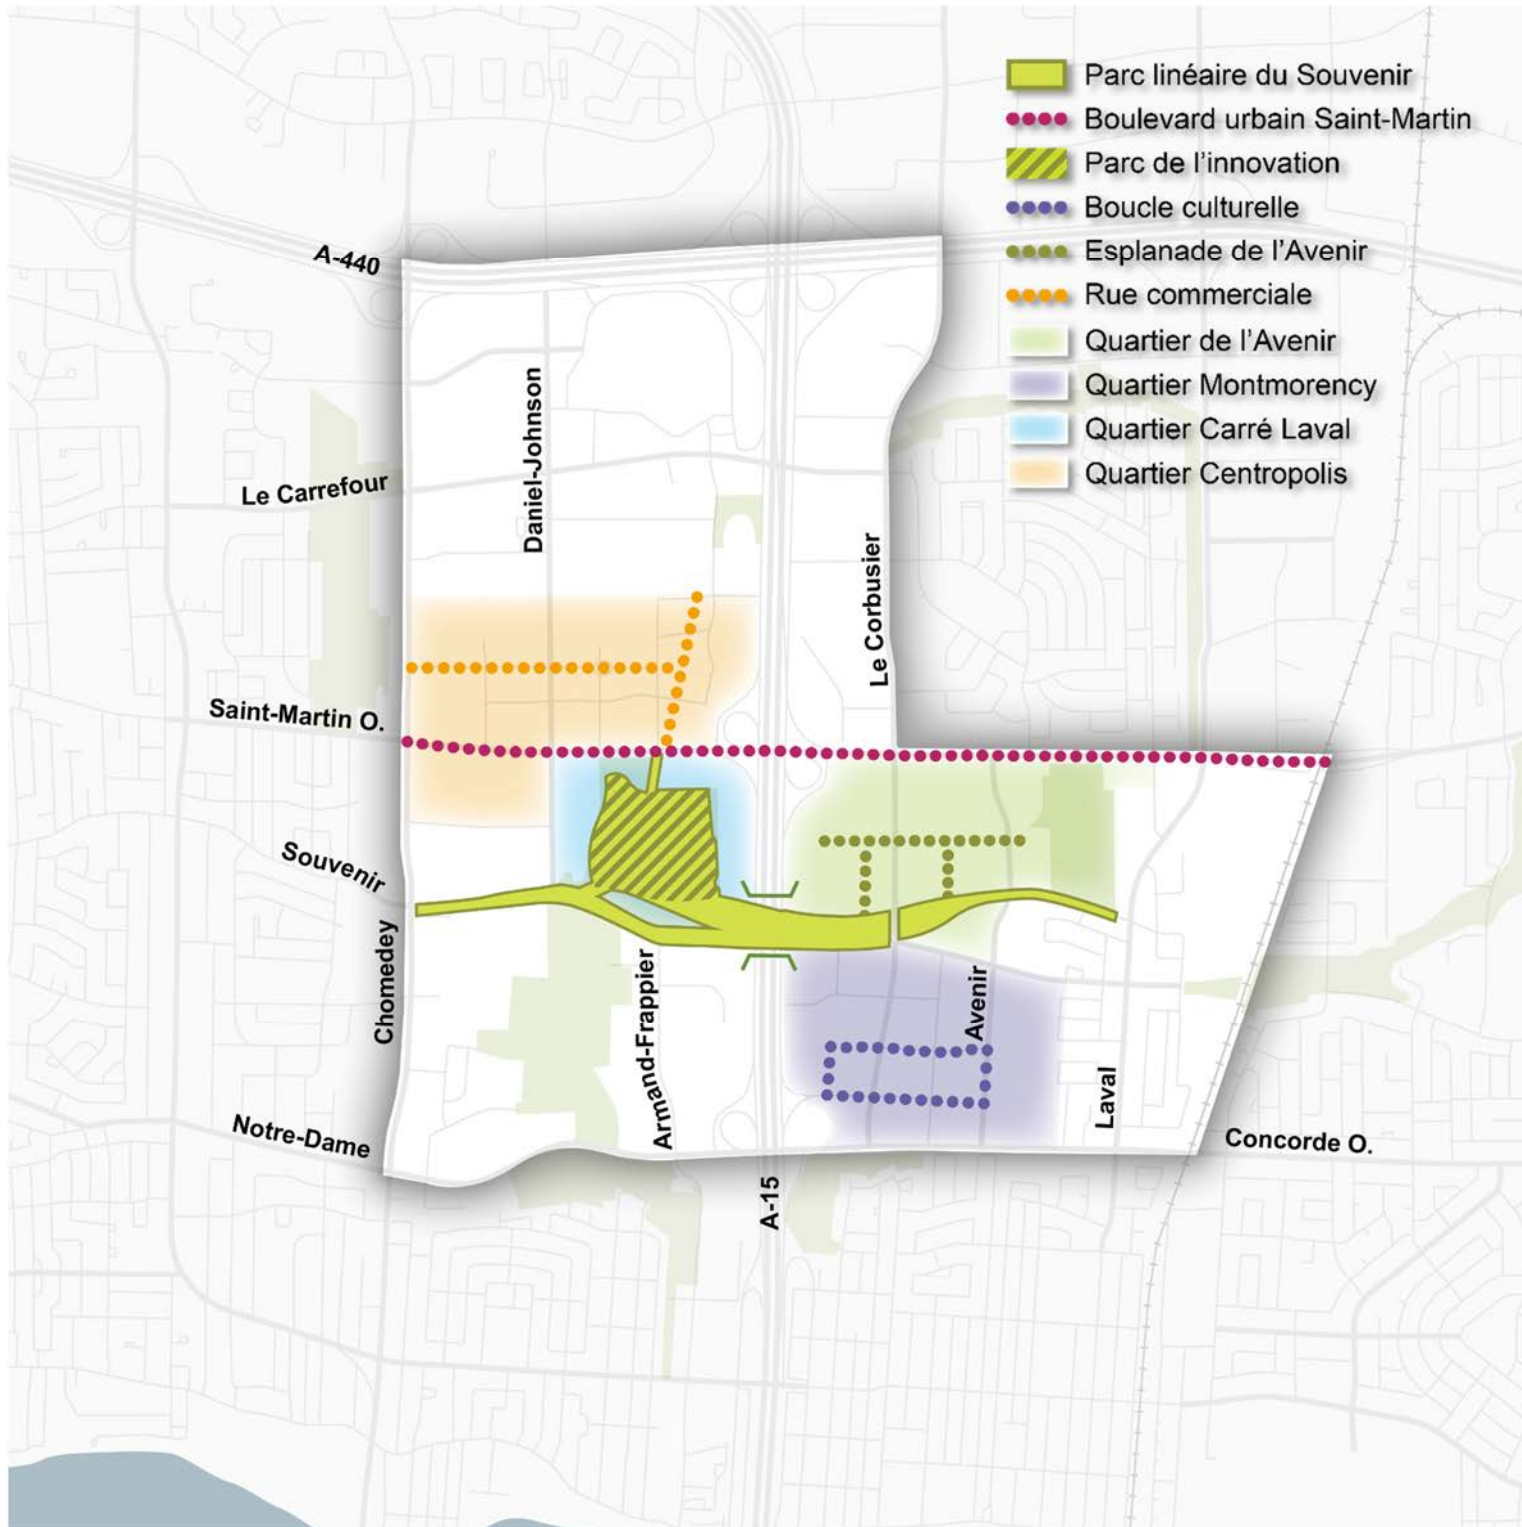 Parc linéaire du Souvenir
Boulevard urbain Saint-Martin
Parc de l'innovation
Boucle culturelle
Esplanade de l'Avenir
Rue commerciale
Quartier de l'Avenir
Quartier Montmorency
Quartier Carré Laval
Quartier Centropolis
A-440
Daniel-Johnson
Le Carrefour
Le Corbusier
Saint-Martin O.
Souvenir
Chomedey
Armand-Frappier
Avenir
Laval
Notre-Dame
Concorde O.
A-15